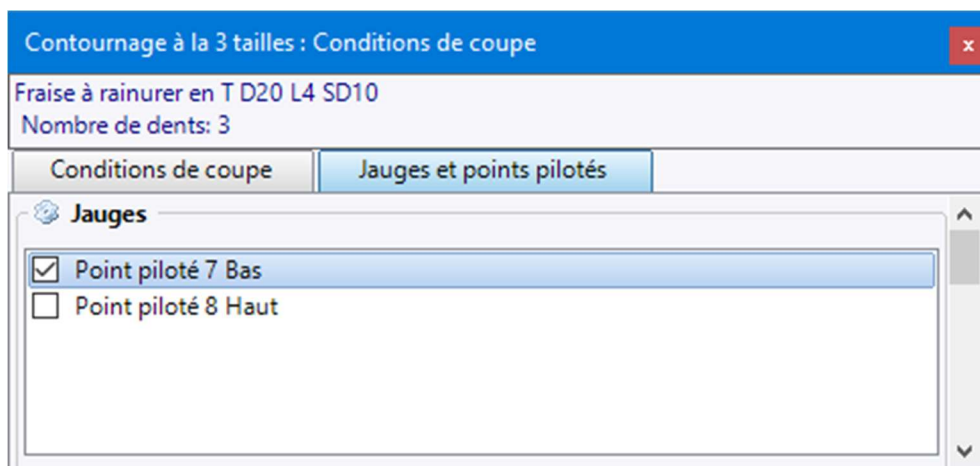 Contournage à la 3 tailles : Conditions de coupe
x
Fraise à rainurer en T D20 L4 SD10
Nombre de dents: 3
Conditions de coupe
Jauges et points pilotés
Jauges
Point piloté 7 Bas
Point piloté 8 Haut